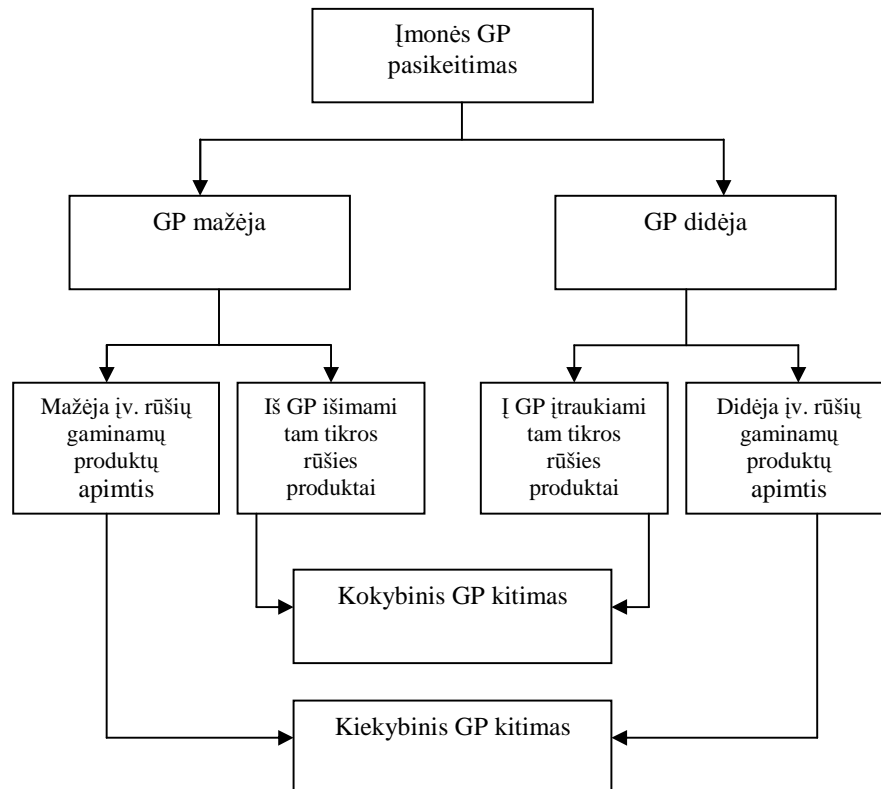 Įmonės GP
pasikeitimas
GP mažėja
GP didėja
Mažėja įv. rūšių
gaminamų
produktų
apimtis
Iš GP išimami
tam tikros
rūšies
produktai
Į GP įtraukiami
tam tikros
rūšies
produktai
Didėja įv. rūšių
gaminamų
produktų
apimtis
Kokybinis GP kitimas
Kiekybinis GP kitimas